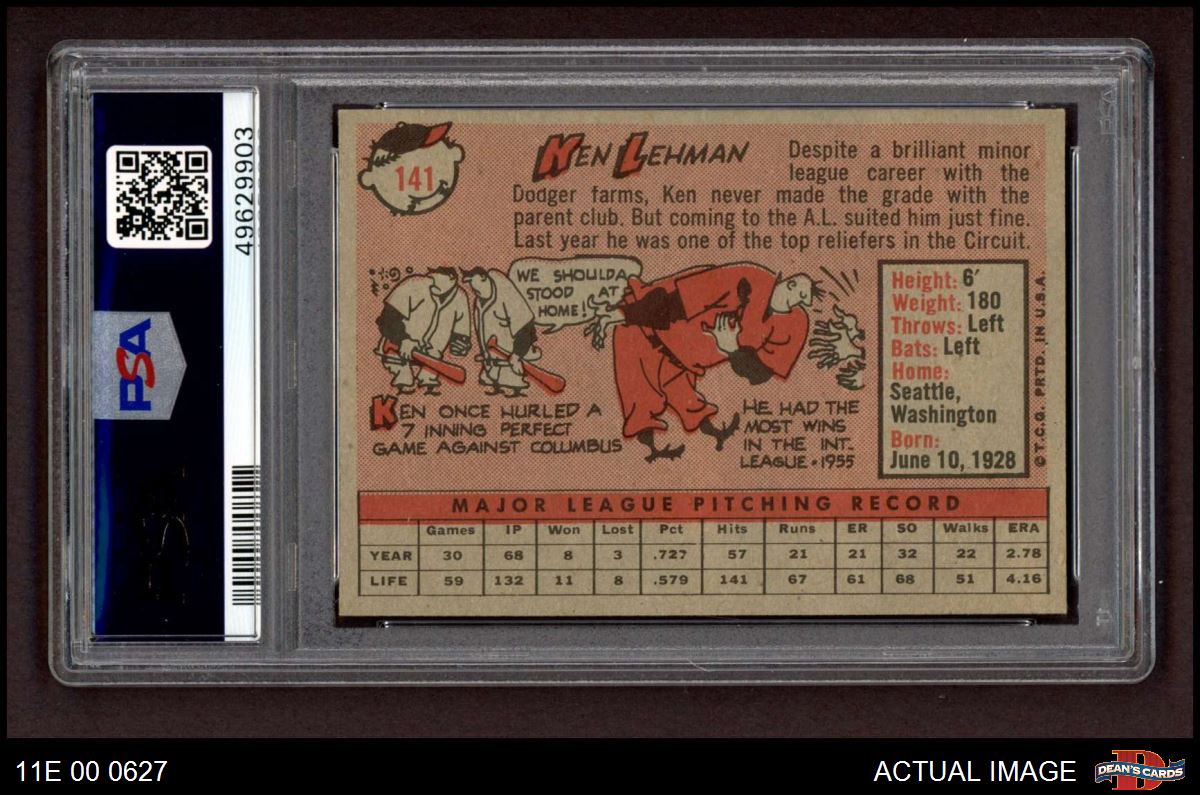 49629903
PSA
141
KEN LEHMAN
Despite a brilliant minor
league career with the
Dodger farms, Ken never made the grade with the
parent club. But coming to the A.L. suited him just fine.
Last year he was one of the top reliefers in the Circuit.
WE SHOULDA
STOOD AT
HOME!
KEN ONCE HURLED A
7 INNING PERFECT
GAME AGAINST COLUMBUS
HE HAD THE
MOST WINS
IN THE INT.
LEAGUE • 1955
Height: 6′
Weight: 180
Throws: Left
Bats: Left
Home:
Seattle,
Washington
Born:
June 10, 1928
© T.C.G. PRTD. IN U.S.A.
MAJOR LEAGUE PITCHING RECORD
Games IP Won Lost Pct Hits Runs ER SO Walks ERA
YEAR 30 68 8 3 .727 57 21 21 32 22 2.78
LIFE 59 132 11 8 .579 141 67 61 68 51 4.16
11E 00 0627
ACTUAL IMAGE
DEAN'S CARDS